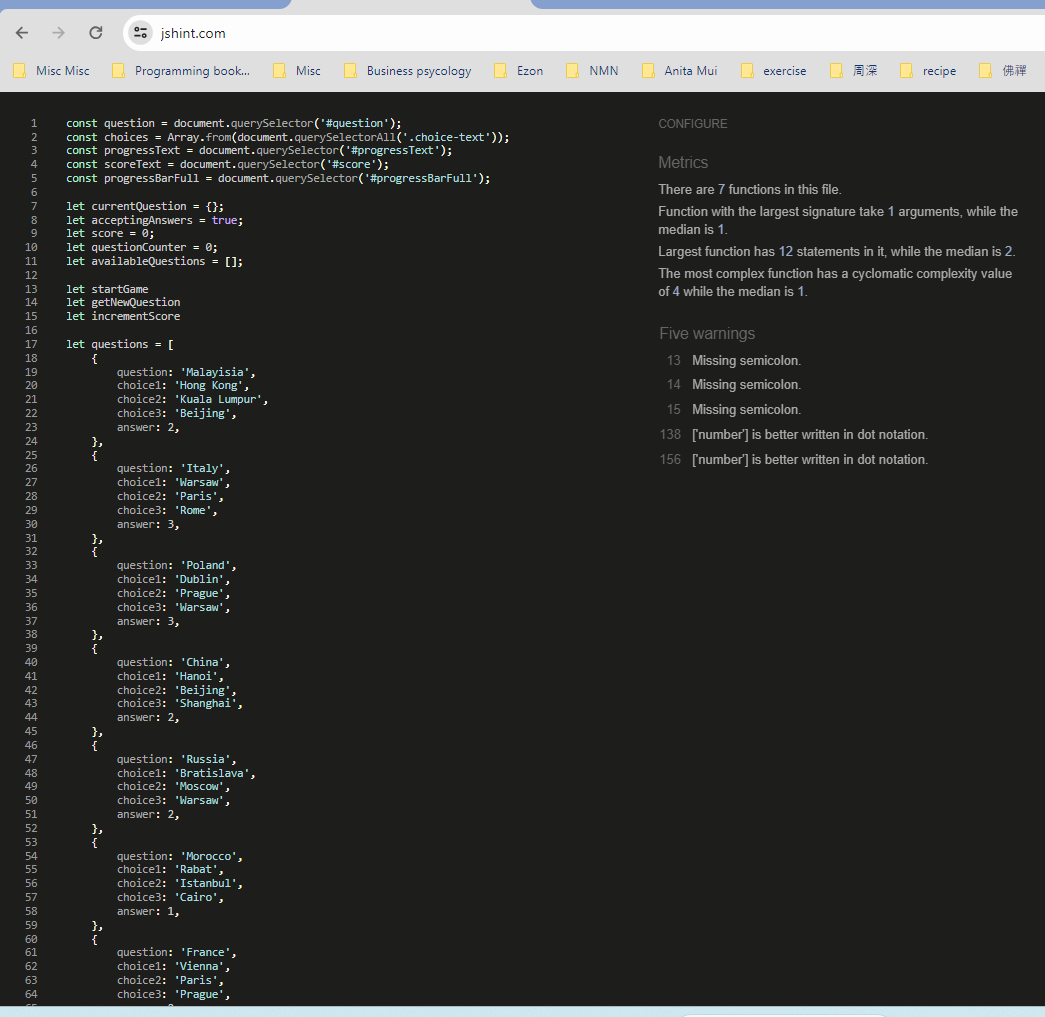 jshint.com
Misc Misc Programming book... Misc Business psycology Ezon NMN Anita Mui exercise 周深 recipe 佛禪
1 const question = document.querySelector('#question');
2 const choices = Array.from(document.querySelectorAll('.choice-text'));
3 const progressText = document.querySelector('#progressText');
4 const scoreText = document.querySelector('#score');
5 const progressBarFull = document.querySelector('#progressBarFull');
6
7 let currentQuestion = {};
8 let acceptingAnswers = true;
9 let score = 0;
10 let questionCounter = 0;
11 let availableQuestions = [];
12
13 let startGame
14 let getNewQuestion
15 let incrementScore
16
17 let questions = [
18 {
19 question: 'Malayisia',
20 choice1: 'Hong Kong',
21 choice2: 'Kuala Lumpur',
22 choice3: 'Beijing',
23 answer: 2,
24 },
25 {
26 question: 'Italy',
27 choice1: 'Warsaw',
28 choice2: 'Paris',
29 choice3: 'Rome',
30 answer: 3,
31 },
32 {
33 question: 'Poland',
34 choice1: 'Dublin',
35 choice2: 'Prague',
36 choice3: 'Warsaw',
37 answer: 3,
38 },
39 {
40 question: 'China',
41 choice1: 'Hanoi',
42 choice2: 'Beijing',
43 choice3: 'Shanghai',
44 answer: 2,
45 },
46 {
47 question: 'Russia',
48 choice1: 'Bratislava',
49 choice2: 'Moscow',
50 choice3: 'Warsaw',
51 answer: 2,
52 },
53 {
54 question: 'Morocco',
55 choice1: 'Rabat',
56 choice2: 'Istanbul',
57 choice3: 'Cairo',
58 answer: 1,
59 },
60 {
61 question: 'France',
62 choice1: 'Vienna',
63 choice2: 'Paris',
64 choice3: 'Prague',
CONFIGURE
Metrics
There are 7 functions in this file.
Function with the largest signature take 1 arguments, while the
median is 1.
Largest function has 12 statements in it, while the median is 2.
The most complex function has a cyclomatic complexity value
of 4 while the median is 1.
Five warnings
13 Missing semicolon.
14 Missing semicolon.
15 Missing semicolon.
138 ['number'] is better written in dot notation.
156 ['number'] is better written in dot notation.